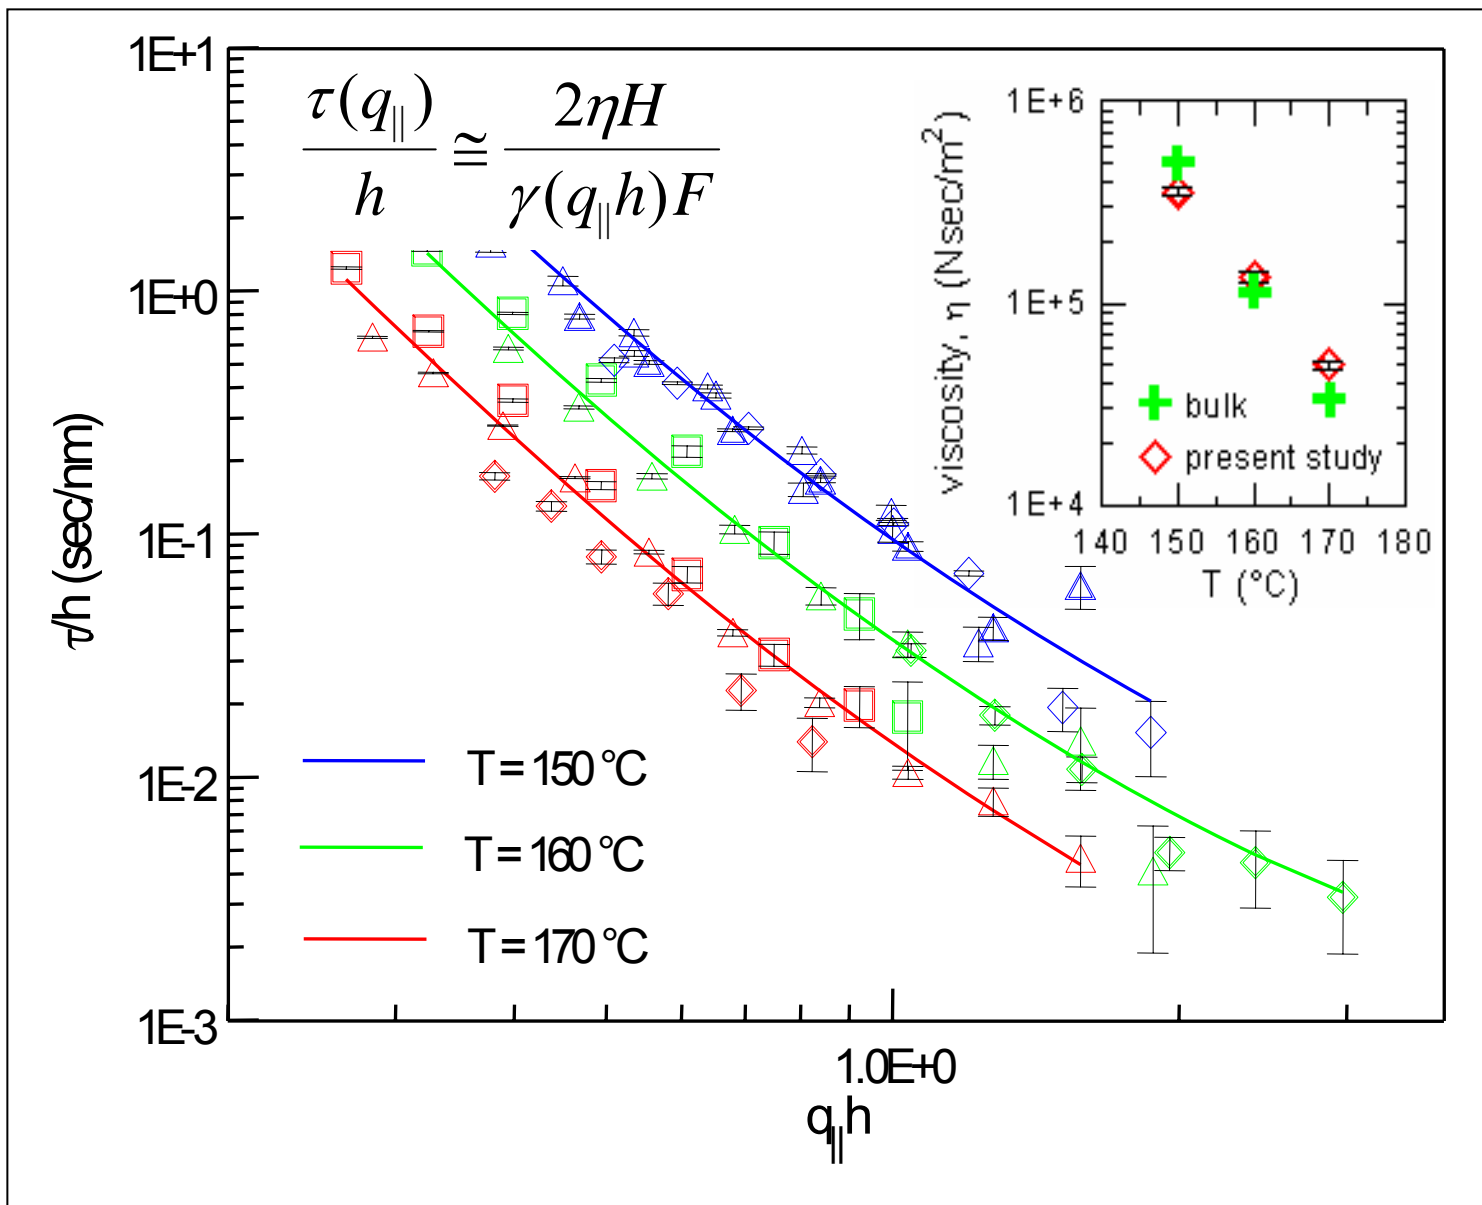 1E+1
1E+0
1E-1
1E-2
1E-3
τ/h (sec/nm)
τ(q||)/h ≅ 2ηH/γ(q||h)F
T = 150 °C
T = 160 °C
T = 170 °C
1.0E+0
q||h
viscosity, η (Nsec/m²)
1E+6
1E+5
1E+4
bulk
present study
140 150 160 170 180
T (°C)